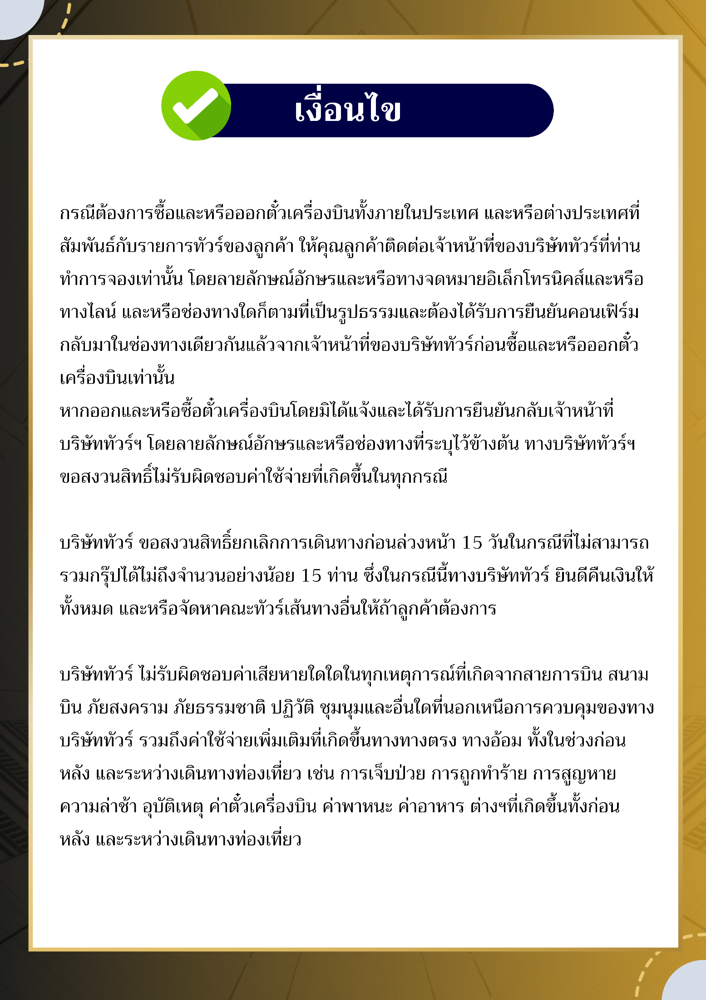 เงื่อนไข
กรณีต้องการซื้อและหรือออกตั๋วเครื่องบินทั้งภายในประเทศ และหรือต่างประเทศที่
สัมพันธ์กับรายการทัวร์ของลูกค้า ให้คุณลูกค้าติดต่อเจ้าหน้าที่ของบริษัททัวร์ที่ท่าน
ทำการจองเท่านั้น โดยลายลักษณ์อักษรและหรือทางจดหมายอิเล็กโทรนิคส์และหรือ
ทางไลน์ และหรือช่องทางใดก็ตามที่เป็นรูปธรรมและต้องได้รับการยืนยันคอนเฟิร์ม
กลับมาในช่องทางเดียวกันแล้วจากเจ้าหน้าที่ของบริษัททัวร์ก่อนซื้อและหรือออกตั๋ว
เครื่องบินเท่านั้น
หากออกและหรือซื้อตั๋วเครื่องบินโดยมิได้แจ้งและได้รับการยืนยันกลับเจ้าหน้าที่
บริษัททัวร์ฯ โดยลายลักษณ์อักษรและหรือช่องทางที่ระบุไว้ข้างต้น ทางบริษัททัวร์ฯ
ขอสงวนสิทธิ์ไม่รับผิดชอบค่าใช้จ่ายที่เกิดขึ้นในทุกกรณี
บริษัททัวร์ ขอสงวนสิทธิ์ยกเลิกการเดินทางก่อนล่วงหน้า 15 วันในกรณีที่ไม่สามารถ
รวมกรุ๊ปได้ไม่ถึงจำนวนอย่างน้อย 15 ท่าน ซึ่งในกรณีนี้ทางบริษัททัวร์ ยินดีคืนเงินให้
ทั้งหมด และหรือจัดหาคณะทัวร์เส้นทางอื่นให้ถ้าลูกค้าต้องการ
บริษัททัวร์ ไม่รับผิดชอบค่าเสียหายใดใดในทุกเหตุการณ์ที่เกิดจากสายการบิน สนาม
บิน ภัยสงคราม ภัยธรรมชาติ ปฏิวัติ ชุมนุมและอื่นใดที่นอกเหนือการควบคุมของทาง
บริษัททัวร์ รวมถึงค่าใช้จ่ายเพิ่มเติมที่เกิดขึ้นทางทางตรง ทางอ้อม ทั้งในช่วงก่อน
หลัง และระหว่างเดินทางท่องเที่ยว เช่น การเจ็บป่วย การถูกทำร้าย การสูญหาย
ความล่าช้า อุบัติเหตุ ค่าตั๋วเครื่องบิน ค่าพาหนะ ค่าอาหาร ต่างฯที่เกิดขึ้นทั้งก่อน
หลัง และระหว่างเดินทางท่องเที่ยว